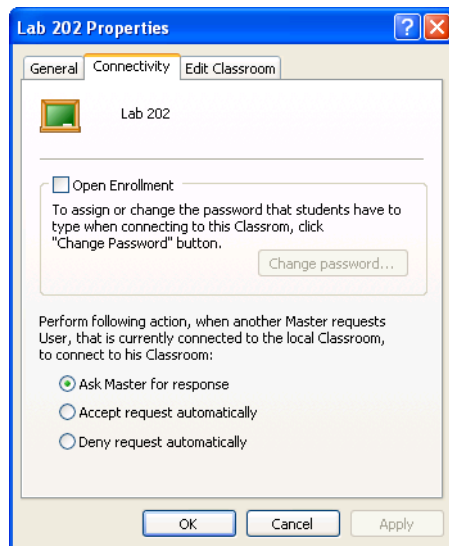 Lab 202 Properties
General Connectivity Edit Classroom
Lab 202
Open Enrollment
To assign or change the password that students have to
type when connecting to this Classrom, click
"Change Password" button.
Change password...
Perform following action, when another Master requests
User, that is currently connected to the local Classroom,
to connect to his Classroom:
Ask Master for response
Accept request automatically
Deny request automatically
OK Cancel Apply